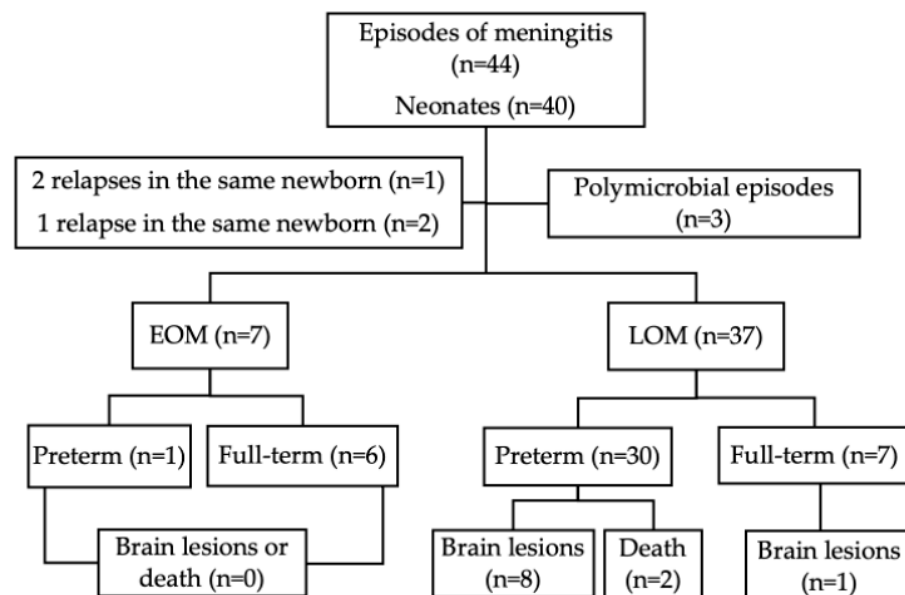 Episodes of meningitis
(n=44)
Neonates (n=40)
2 relapses in the same newborn (n=1)
1 relapse in the same newborn (n=2)
Polymicrobial episodes
(n=3)
EOM (n=7)
LOM (n=37)
Preterm (n=1)
Full-term (n=6)
Preterm (n=30)
Full-term (n=7)
Brain lesions or
death (n=0)
Brain lesions
(n=8)
Death
(n=2)
Brain lesions
(n=1)